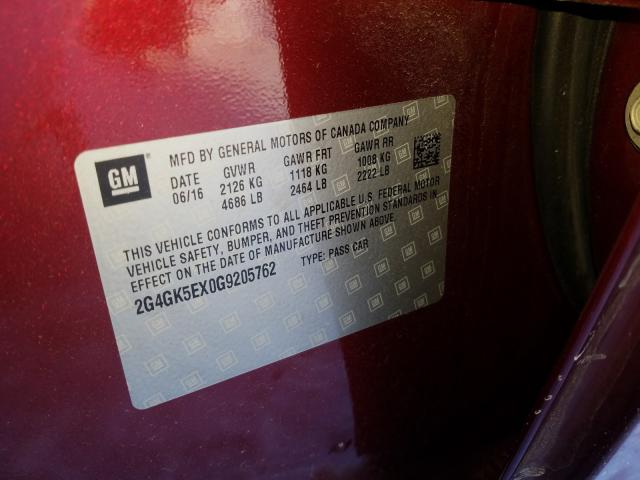 GM
MFD BY GENERAL MOTORS OF CANADA COMPANY
DATE GVWR GAWR FRT GAWR RR
06/16 2126 KG 1118 KG 1008 KG
4686 LB 2464 LB 2222 LB
THIS VEHICLE CONFORMS TO ALL APPLICABLE U.S. FEDERAL MOTOR
VEHICLE SAFETY, BUMPER, AND THEFT PREVENTION STANDARDS IN
EFFECT ON THE DATE OF MANUFACTURE SHOWN ABOVE.
2G4GK5EX0G9205762 TYPE: PASS CAR